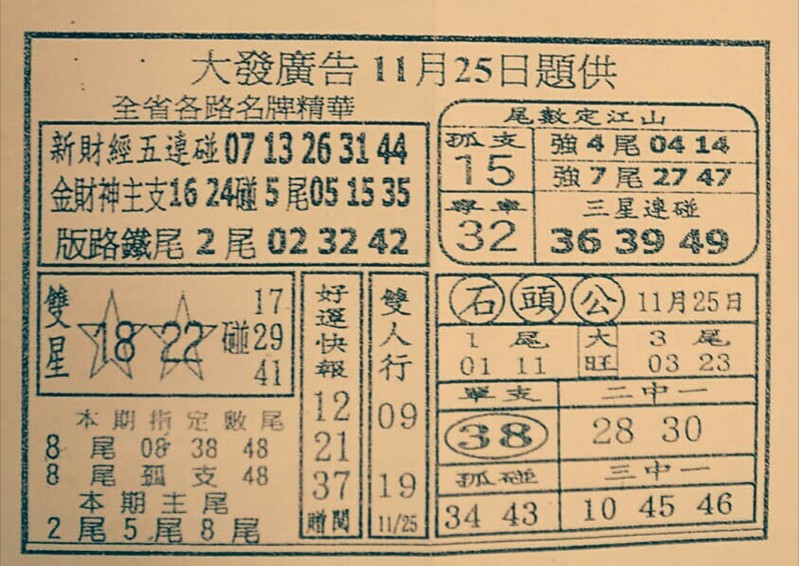 大發廣告 11月25日題供
全省各路名牌精華
新財經五連碰 07 13 26 31 44
金財神主支 16 24 碰 5 尾 05 15 35
版路鐵尾 2 尾 02 32 42
尾數定江山
孤支 15
強 4 尾 04 14
強 7 尾 27 47
專車 32
三星連碰
36 39 49
雙星 18 22 碰 17 29 41
本期指定數尾
8 尾 08 38 48
8 尾 孤支 48
本期主尾
2 尾 5 尾 8 尾
好運快報
12
21
37
贈閱
雙人行
09
19
11/25
石頭公 11月25日
1 尾 大旺 3 尾
01 11 03 23
單支 二中一
38 28 30
孤碰 三中一
34 43 10 45 46